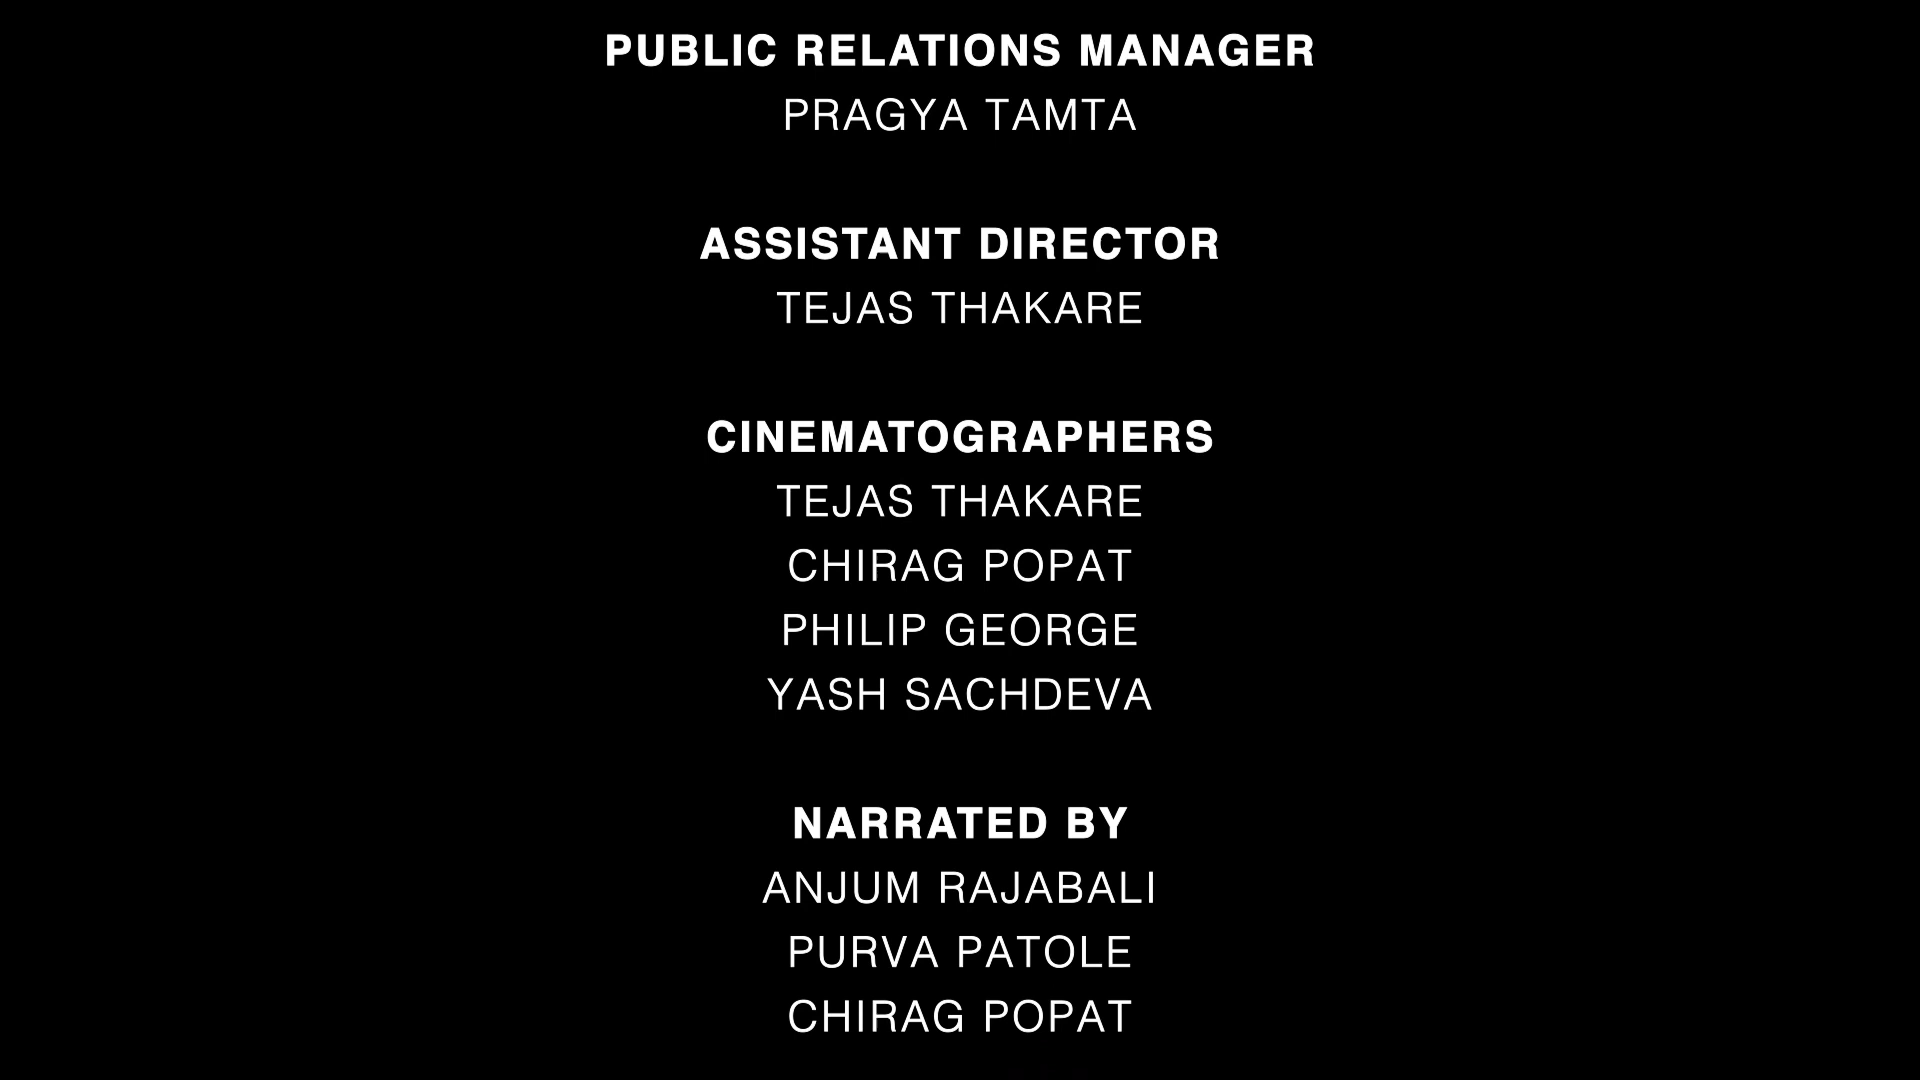 PUBLIC RELATIONS MANAGER
PRAGYA TAMTA
ASSISTANT DIRECTOR
TEJAS THAKARE
CINEMATOGRAPHERS
TEJAS THAKARE
CHIRAG POPAT
PHILIP GEORGE
YASH SACHDEVA
NARRATED BY
ANJUM RAJABALI
PURVA PATOLE
CHIRAG POPAT